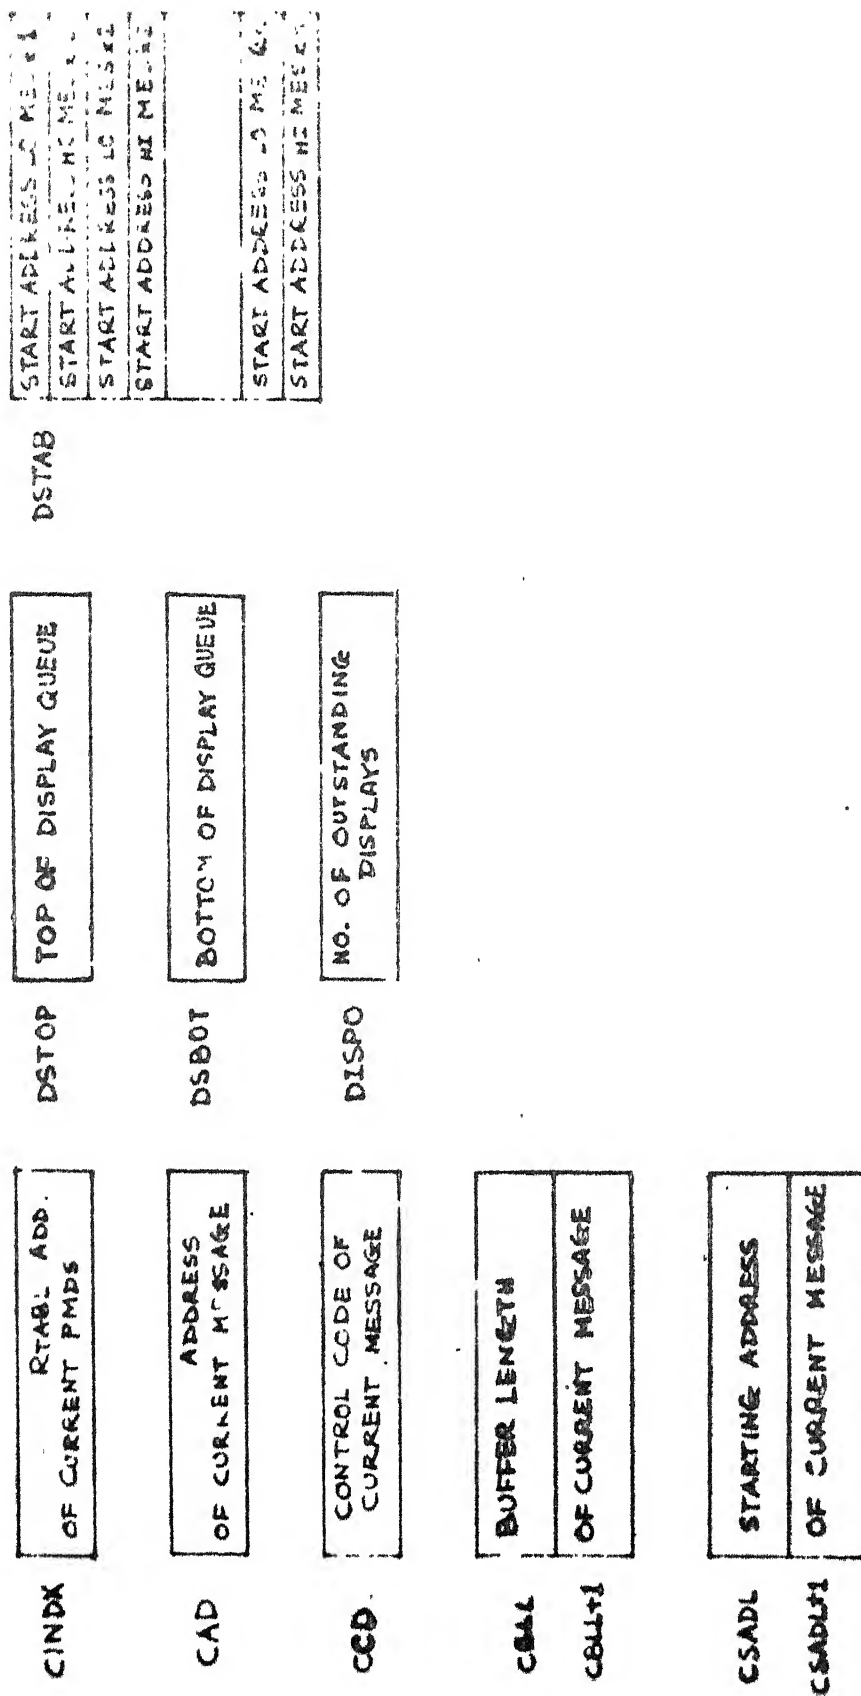 CINDX
RTABL ADD.
OF CURRENT PMDS
CAD
ADDRESS
OF CURRENT MESSAGE
CCD.
CONTROL CODE OF
CURRENT MESSAGE
BUFFER LENGTH
CBLL+1
OF CURRENT MESSAGE
CSADL
STARTING ADDRESS
CSADL+1
OF CURRENT MESSAGE
DSTOP
TOP OF DISPLAY QUEUE
DSBOT
BOTTOM OF DISPLAY QUEUE
DISPO
NO. OF OUTSTANDING
DISPLAYS
DSTAB
START ADDRESS LO
START ADDRESS
START ADDRESS LO
START ADDRESS HI
START ADDRESS LO
START ADDRESS HI MES